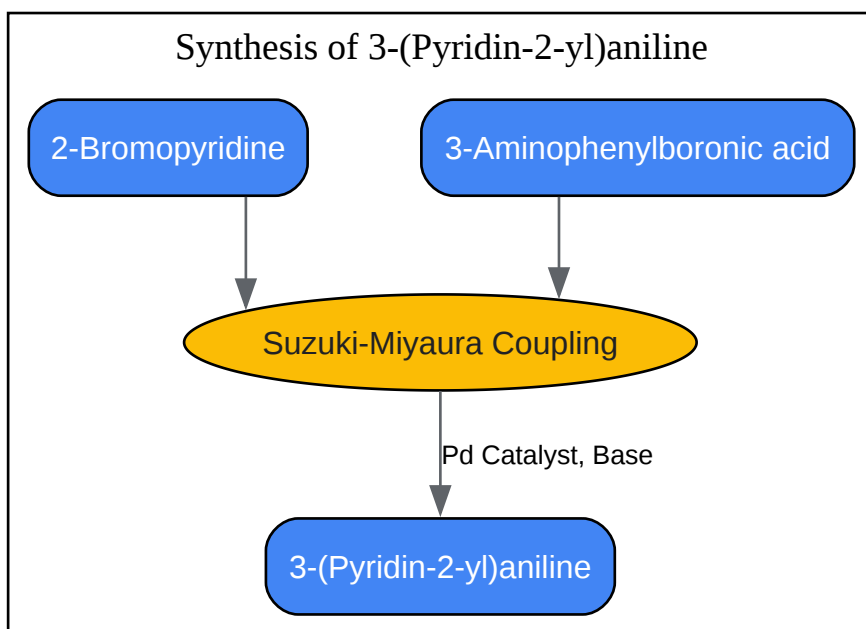 Synthesis of 3-(Pyridin-2-yl)aniline
2-Bromopyridine
3-Aminophenylboronic acid
Suzuki-Miyaura Coupling
Pd Catalyst, Base
3-(Pyridin-2-yl)aniline